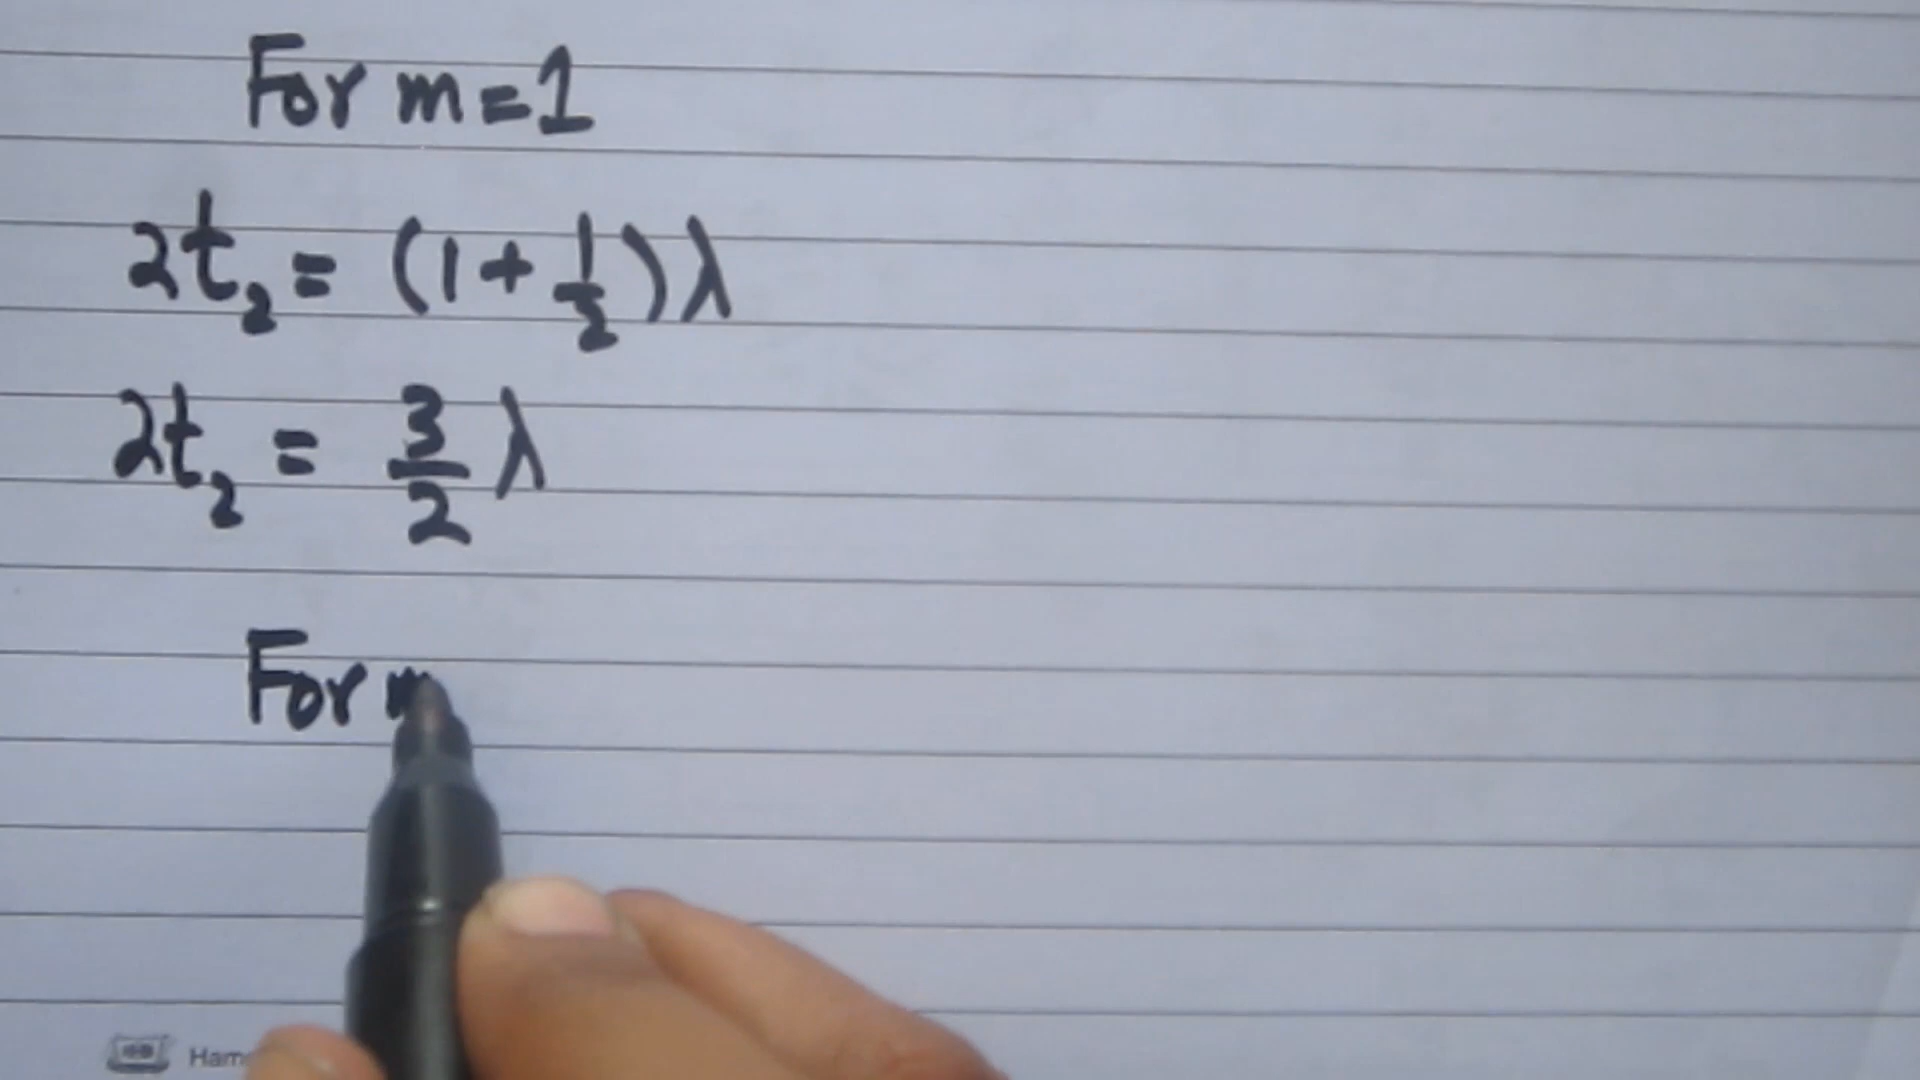 For m=1
2t₂ = (1 + 1/2)λ
2t₂ = 3/2 λ
For m